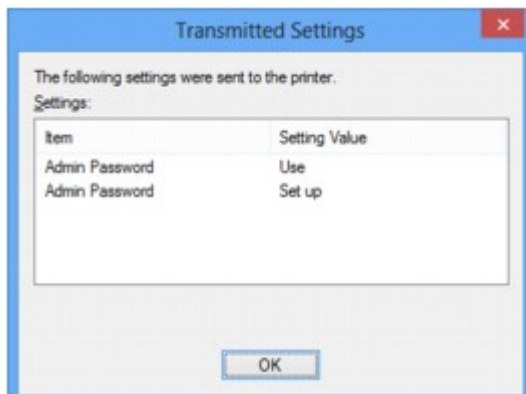 Transmitted Settings
The following settings were sent to the printer.
Settings:
Item Setting Value
Admin Password Use
Admin Password Set up
OK